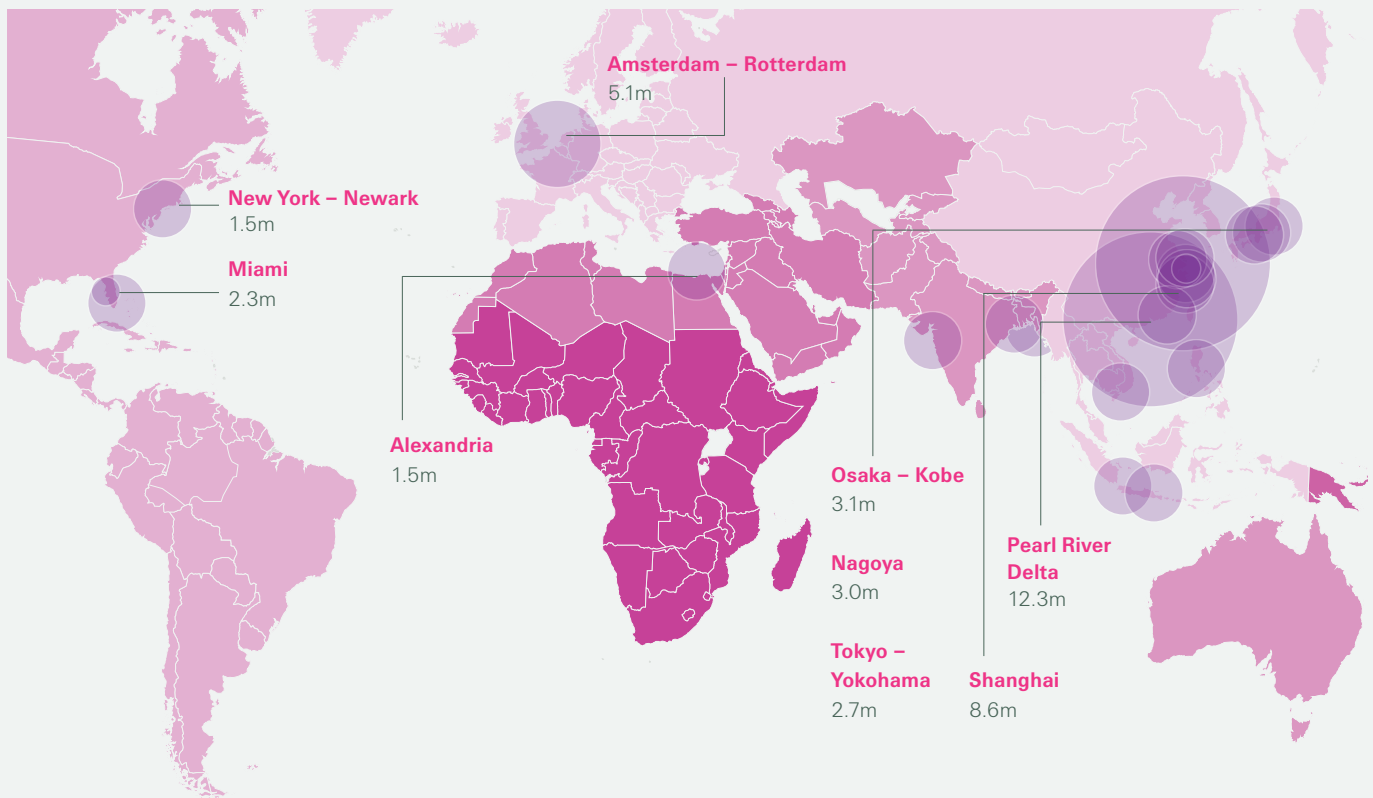 Amsterdam – Rotterdam
5.1m
New York – Newark
1.5m
Miami
2.3m
Alexandria
1.5m
Osaka – Kobe
3.1m
Nagoya
3.0m
Tokyo –
Yokohama
2.7m
Shanghai
8.6m
Pearl River
Delta
12.3m